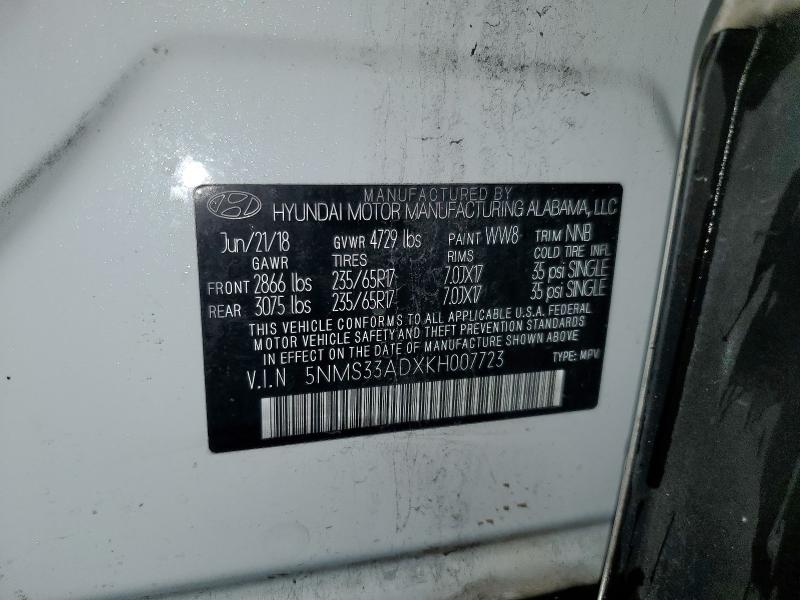 MANUFACTURED BY
HYUNDAI MOTOR MANUFACTURING ALABAMA, LLC
Jun/21/18 GVWR 4729 lbs PAINT WW8 TRIM NNB
GAWR TIRES RIMS COLD TIRE INFL
FRONT 2866 lbs 235/65R17 7.0JX17 35 psi SINGLE
REAR 3075 lbs 235/65R17 7.0JX17 35 psi SINGLE
THIS VEHICLE CONFORMS TO ALL APPLICABLE U.S.A. FEDERAL
MOTOR VEHICLE SAFETY AND THEFT PREVENTION STANDARDS
IN EFFECT ON THE DATE OF MANUFACTURE SHOWN ABOVE
V.I.N 5NMS33ADXKH007723 TYPE: MPV